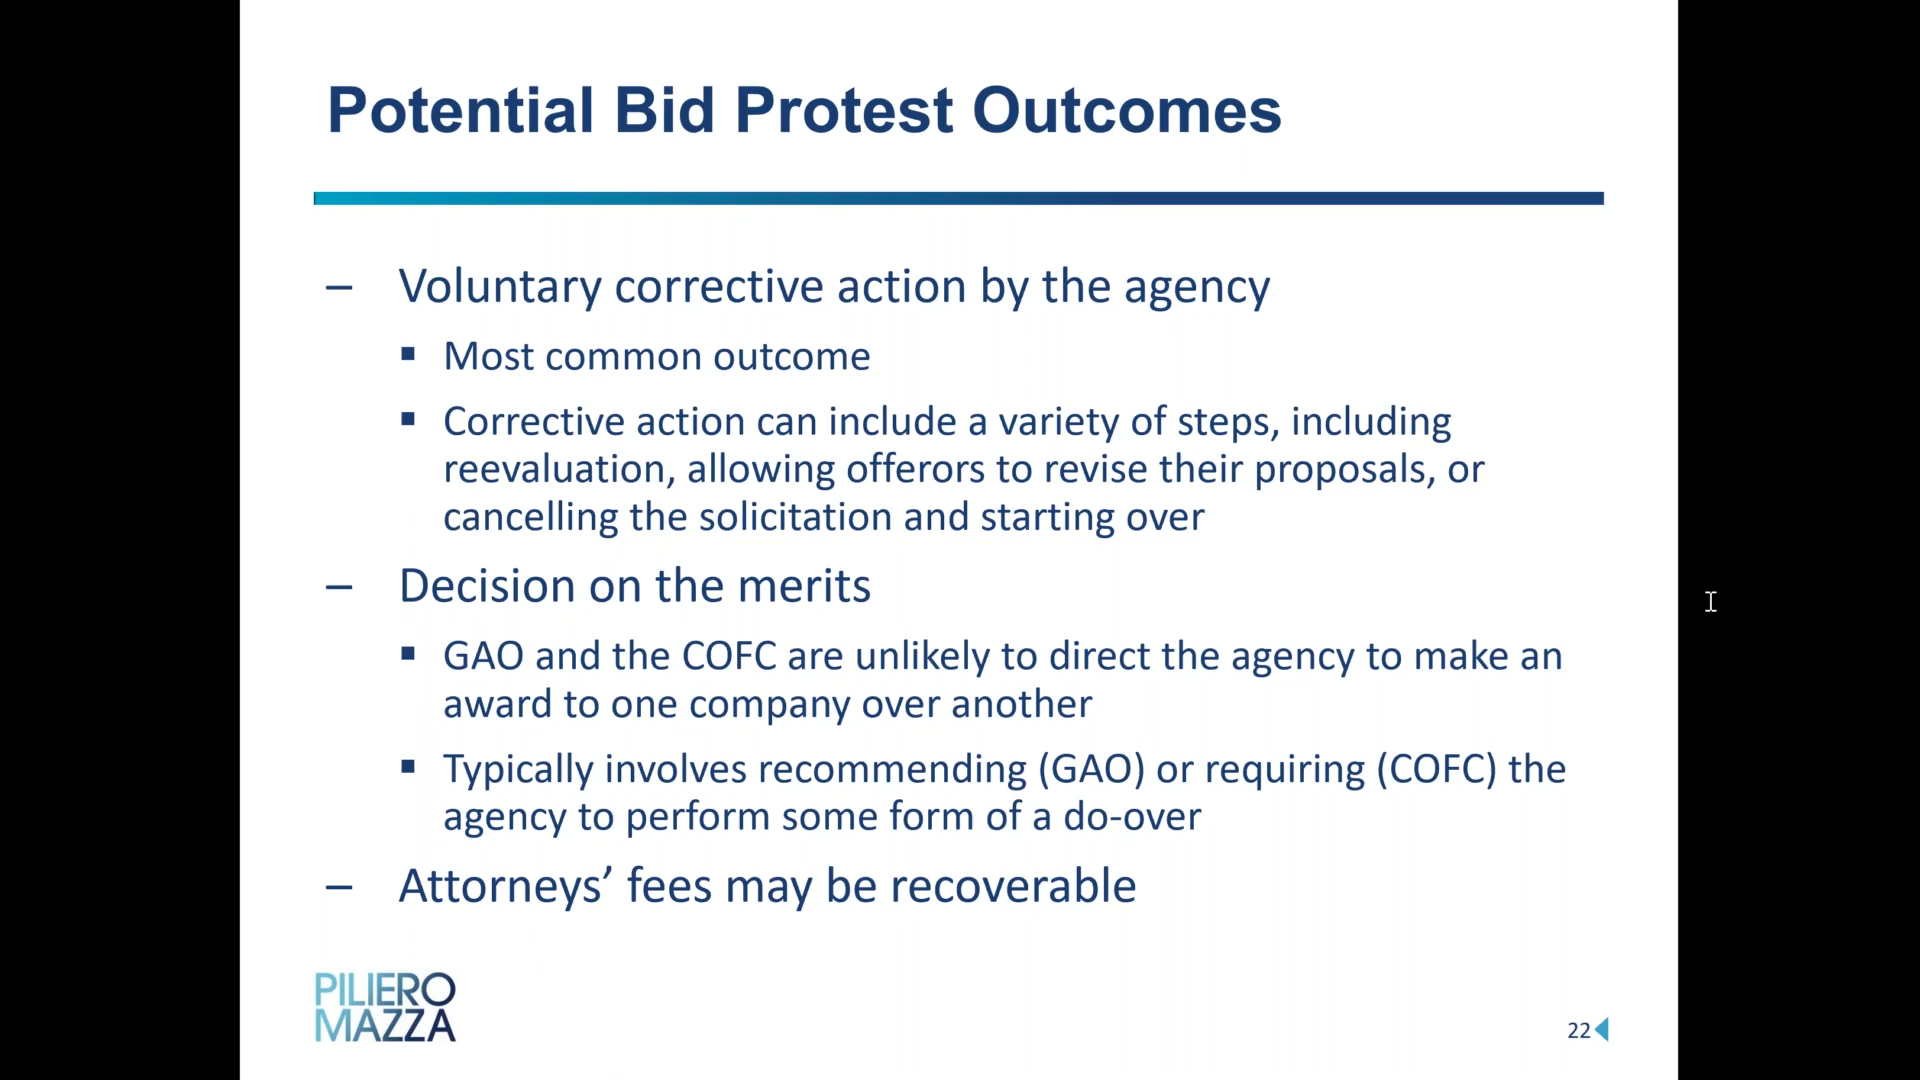 Potential Bid Protest Outcomes
– Voluntary corrective action by the agency
▪ Most common outcome
▪ Corrective action can include a variety of steps, including
reevaluation, allowing offerors to revise their proposals, or
cancelling the solicitation and starting over
– Decision on the merits
▪ GAO and the COFC are unlikely to direct the agency to make an
award to one company over another
▪ Typically involves recommending (GAO) or requiring (COFC) the
agency to perform some form of a do-over
– Attorneys’ fees may be recoverable
PILIERO
MAZZA
22